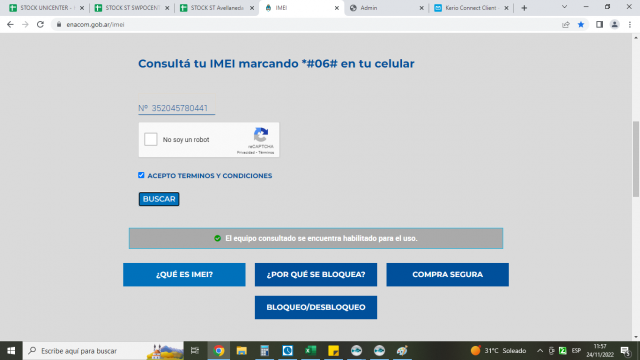 STOCK UNICENTER -
STOCK ST SWPOCENT
STOCK ST Avellaneda
IMEI
Admin
Kerio Connect Client
enacom.gob.ar/imei
Consultá tu IMEI marcando *#06# en tu celular
Nº 352045780441
No soy un robot
reCAPTCHA
Privacidad - Términos
ACEPTO TERMINOS Y CONDICIONES
BUSCAR
El equipo consultado se encuentra habilitado para el uso.
¿QUÉ ES IMEI?
¿POR QUÉ SE BLOQUEA?
COMPRA SEGURA
BLOQUEO/DESBLOQUEO
Escribe aquí para buscar
31°C Soleado
ESP
11:57
24/11/2022